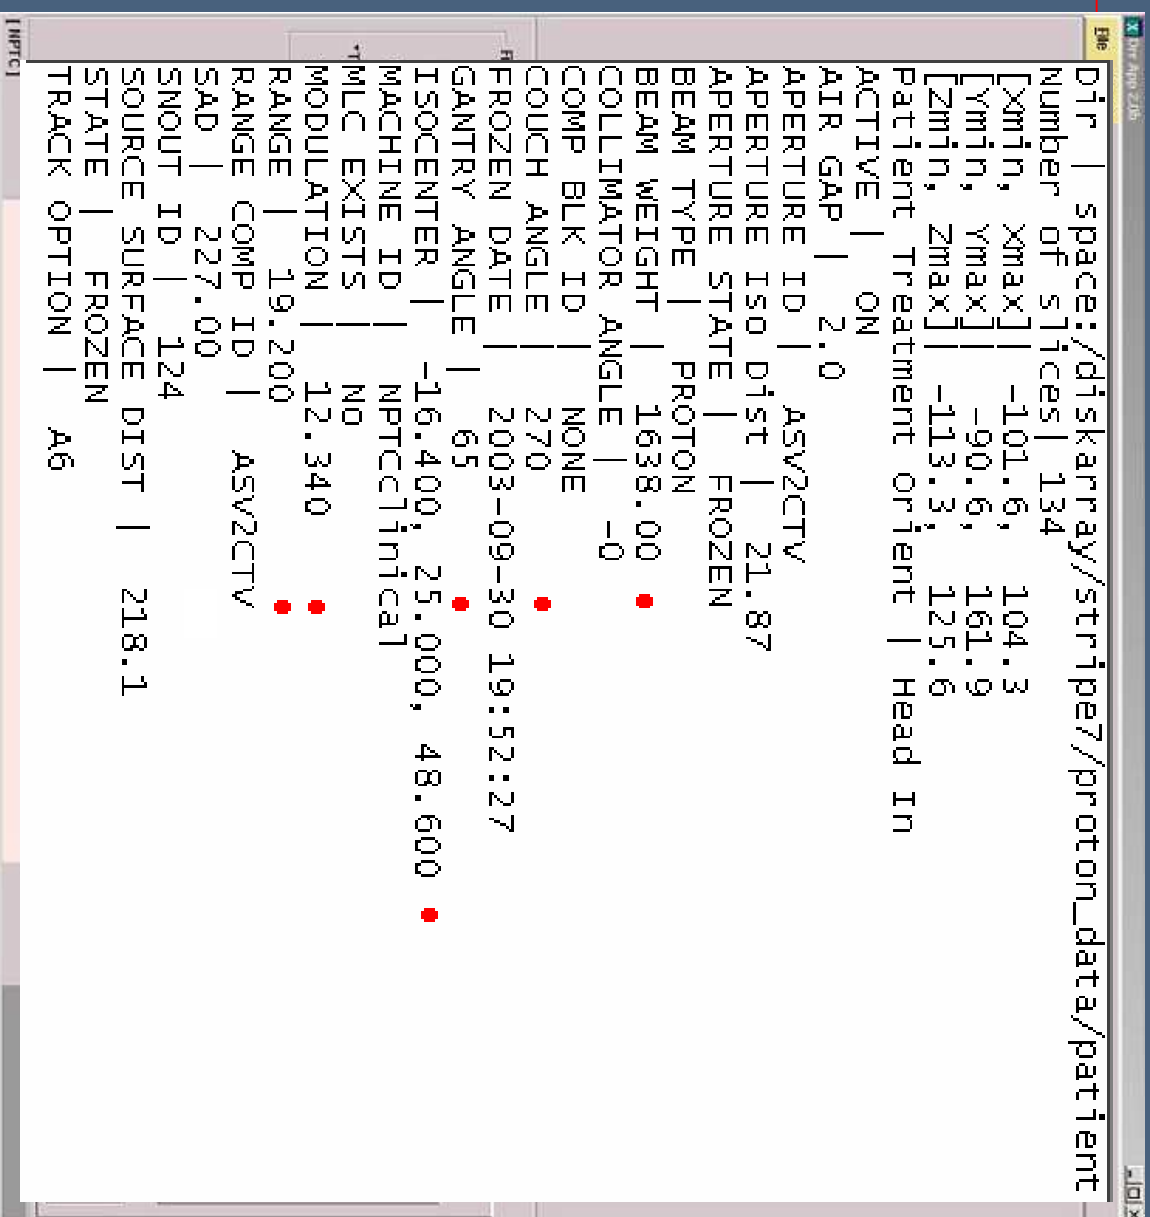 Drr App 2.0b
File
Dir | space:/diskarray/stripe7/proton_data/patient
Number of Slices| 134
[Xmin, Xmax]| -101.6, 104.3
[Ymin, Ymax]| -90.6, 161.9
[Zmin, Zmax]| -113.3, 125.6
Patient Treatment Orient | Head In
ACTIVE | ON
AIR GAP | 2.0
APERTURE ID | ASV2CTV
APERTURE Iso Dist | 21.87
APERTURE STATE | FROZEN
BEAM TYPE | PROTON
BEAM WEIGHT | 1638.00
COLLIMATOR ANGLE | -0
COMP BLK ID | NONE
COUCH ANGLE | 270
FROZEN DATE | 2003-09-30 19:52:27
GANTRY ANGLE | 65
ISOCENTER | -16.400, 25.000, 48.600
MACHINE ID | NPTCClinical
MLC EXISTS | NO
MODULATION | 12.340
RANGE | 19.200
RANGE COMP ID | ASV2CTV
SAD | 227.00
SNOUT ID | 124
SOURCE SURFACE DIST | 218.1
STATE | FROZEN
TRACK OPTION | A6
[NPTC]